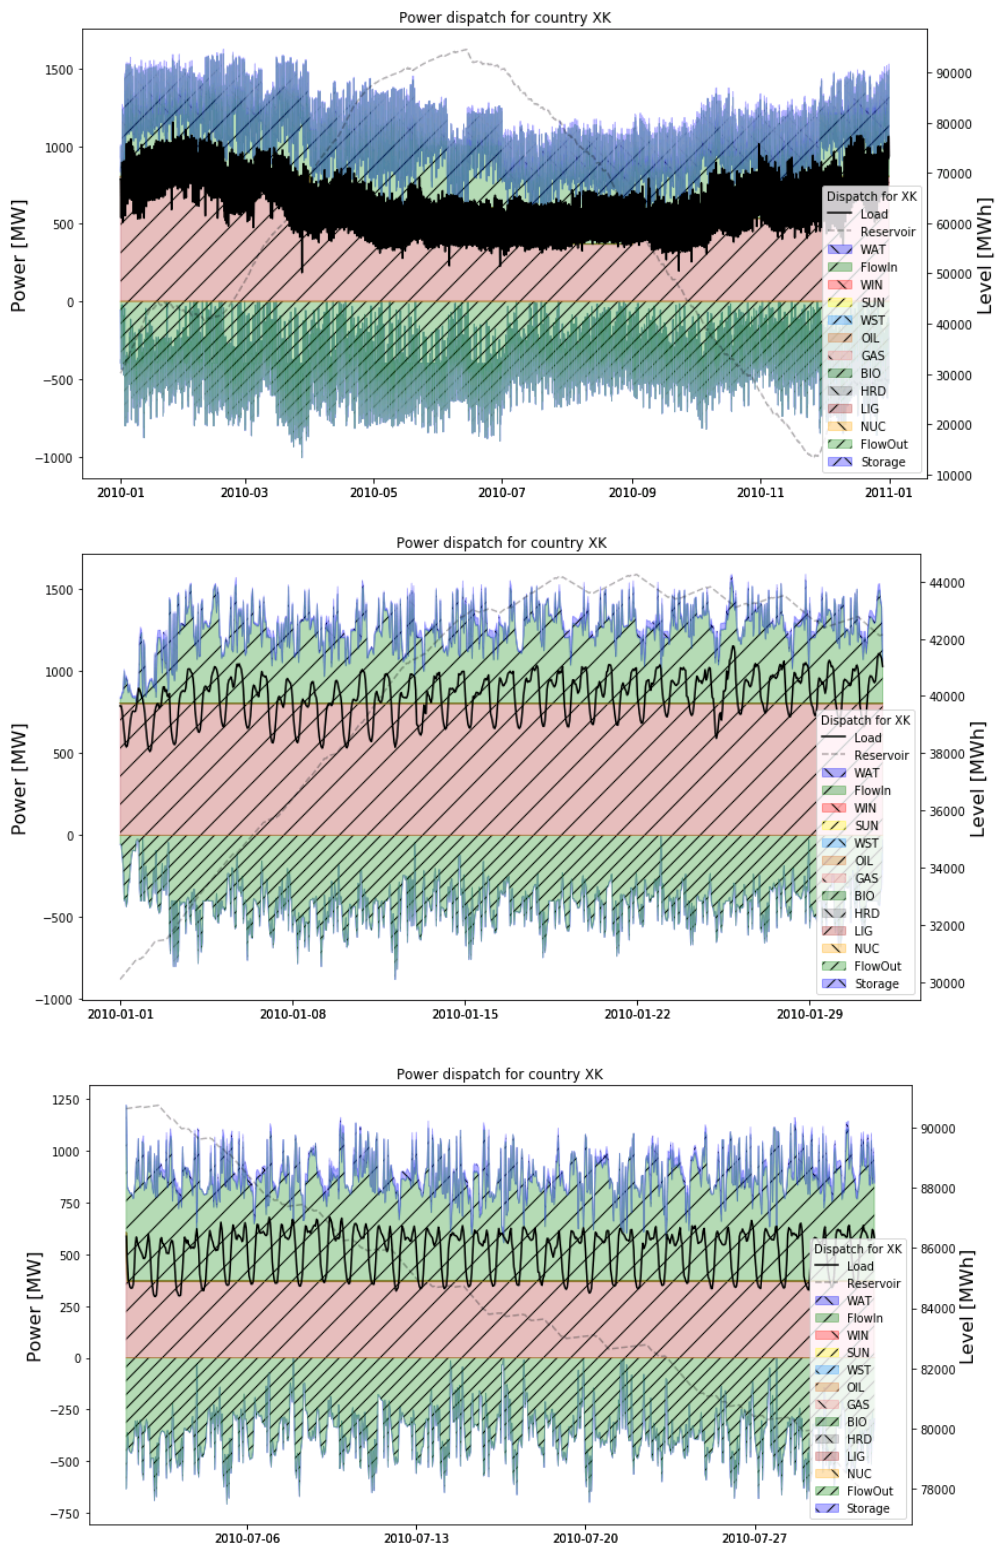 Power dispatch for country XK
Power [MW]
1500
1000
500
0
−500
−1000
2010-01
2010-03
2010-05
2010-07
2010-09
2010-11
2011-01
90000
80000
70000
60000
50000
40000
30000
20000
10000
Level [MWh]
Dispatch for XK
Load
Reservoir
WAT
FlowIn
WIN
SUN
WST
OIL
GAS
BIO
HRD
LIG
NUC
FlowOut
Storage
Power dispatch for country XK
Power [MW]
1500
1000
500
0
−500
−1000
2010-01-01
2010-01-08
2010-01-15
2010-01-22
2010-01-29
44000
42000
40000
38000
36000
34000
32000
30000
Level [MWh]
Dispatch for XK
Load
Reservoir
WAT
FlowIn
WIN
SUN
WST
OIL
GAS
BIO
HRD
LIG
NUC
FlowOut
Storage
Power dispatch for country XK
Power [MW]
1250
1000
750
500
250
0
−250
−500
−750
2010-07-06
2010-07-13
2010-07-20
2010-07-27
90000
88000
86000
84000
82000
80000
78000
Level [MWh]
Dispatch for XK
Load
Reservoir
WAT
FlowIn
WIN
SUN
WST
OIL
GAS
BIO
HRD
LIG
NUC
FlowOut
Storage